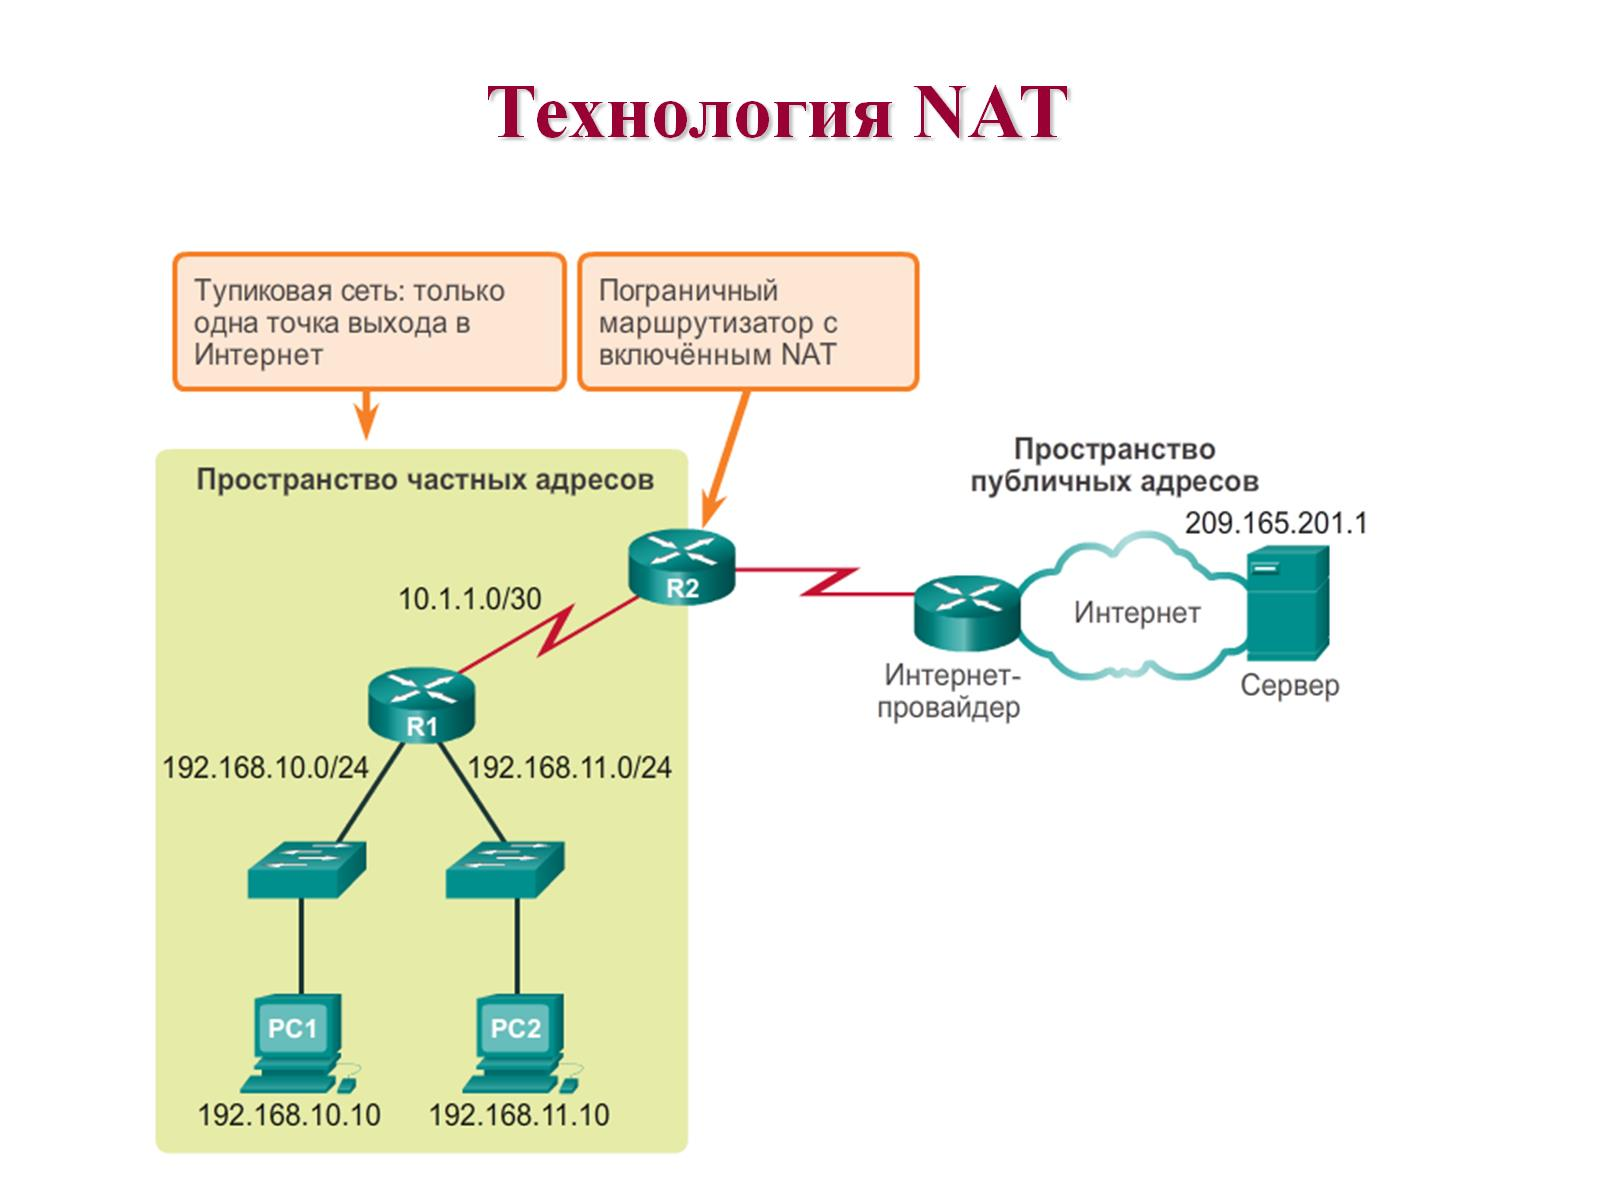 Технология NAT
Тупиковая сеть: только
одна точка выхода в
Интернет
Пограничный
маршрутизатор с
включённым NAT
Пространство частных адресов
Пространство
публичных адресов
209.165.201.1
R2
10.1.1.0/30
Интернет
Интернет-
провайдер
Сервер
R1
192.168.10.0/24
192.168.11.0/24
PC1
PC2
192.168.10.10
192.168.11.10